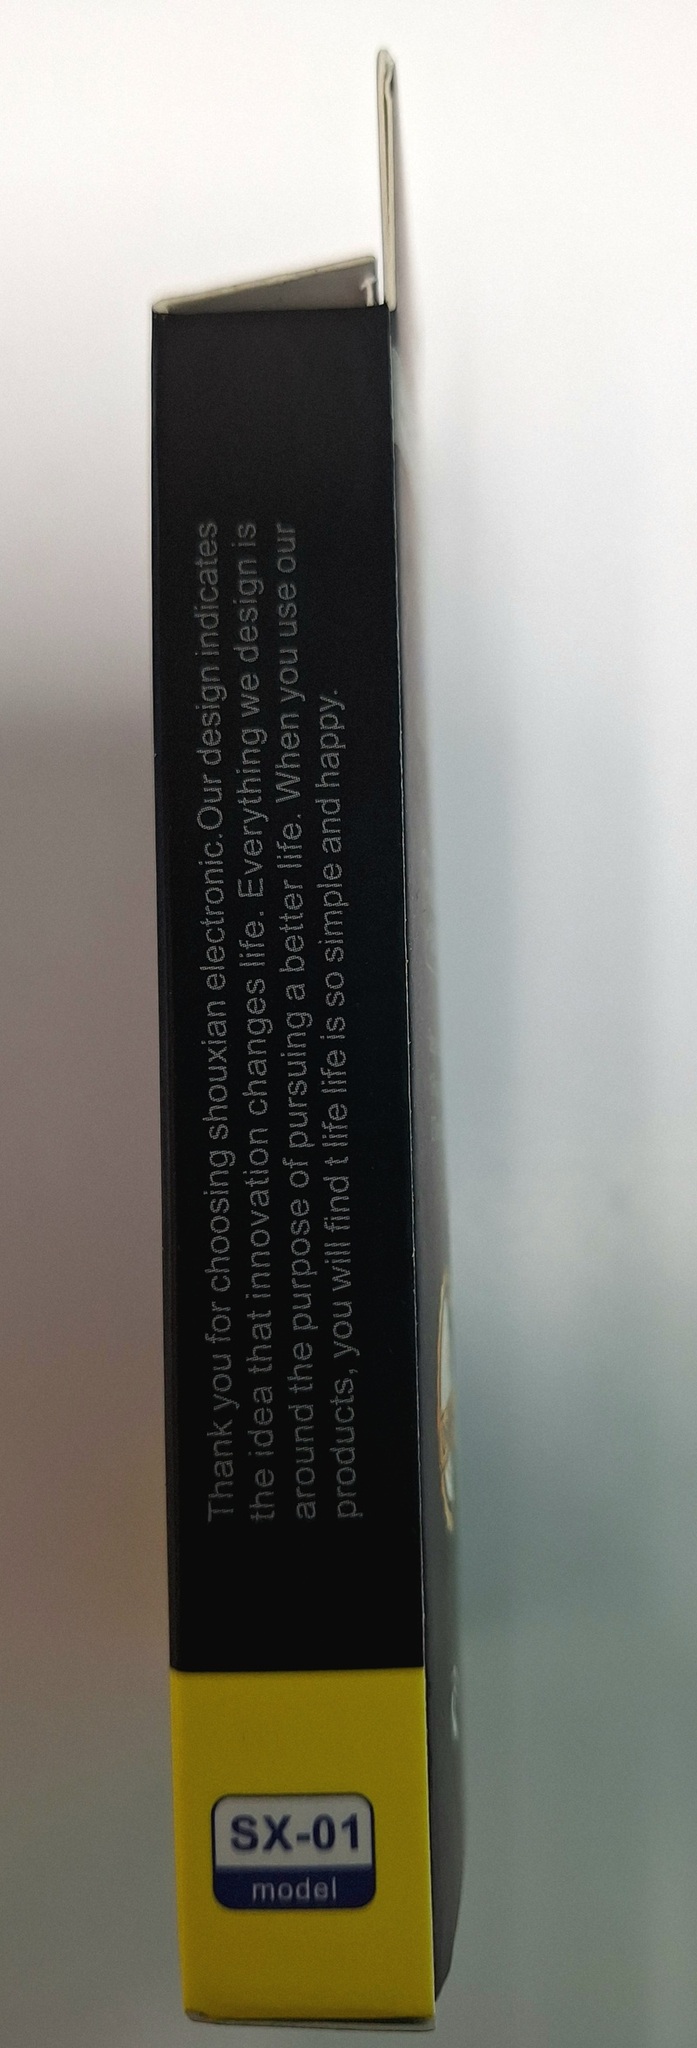 Thank you for choosing shouxian electronic.Our design indicates
the idea that innovation changes life. Everything we design is
around the purpose of pursuing a better life. When you use our
products, you will find t life life is so simple and happy.
SX-01
model